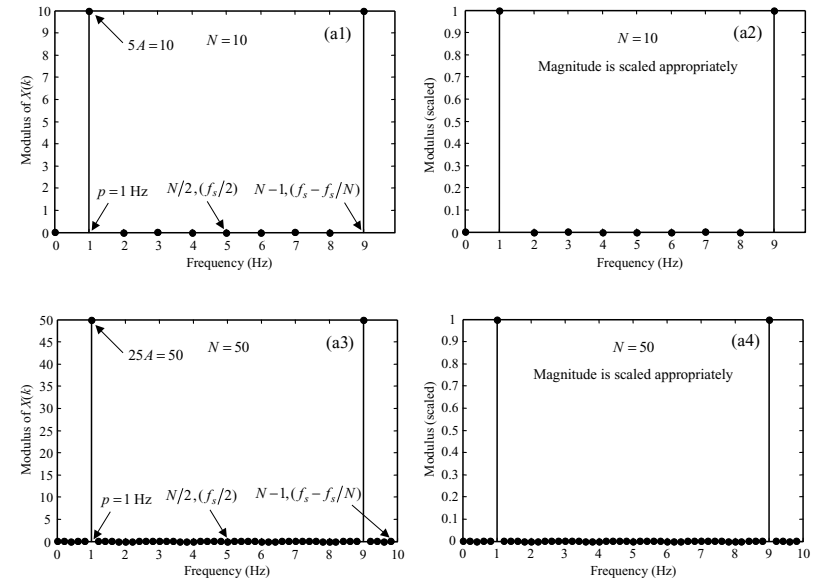 (a1)
Modulus of X(k)
10
9
8
7
6
5
4
3
2
1
0
5A = 10
N = 10
p = 1 Hz
N/2, (f_s/2)
N−1, (f_s − f_s/N)
0 1 2 3 4 5 6 7 8 9
Frequency (Hz)
(a2)
Modulus (scaled)
1
0.9
0.8
0.7
0.6
0.5
0.4
0.3
0.2
0.1
0
N = 10
Magnitude is scaled appropriately
0 1 2 3 4 5 6 7 8 9
Frequency (Hz)
(a3)
Modulus of X(k)
50
45
40
35
30
25
20
15
10
5
0
25A = 50
N = 50
p = 1 Hz
N/2, (f_s/2)
N−1, (f_s − f_s/N)
0 1 2 3 4 5 6 7 8 9 10
Frequency (Hz)
(a4)
Modulus (scaled)
1
0.9
0.8
0.7
0.6
0.5
0.4
0.3
0.2
0.1
0
N = 50
Magnitude is scaled appropriately
0 1 2 3 4 5 6 7 8 9 10
Frequency (Hz)